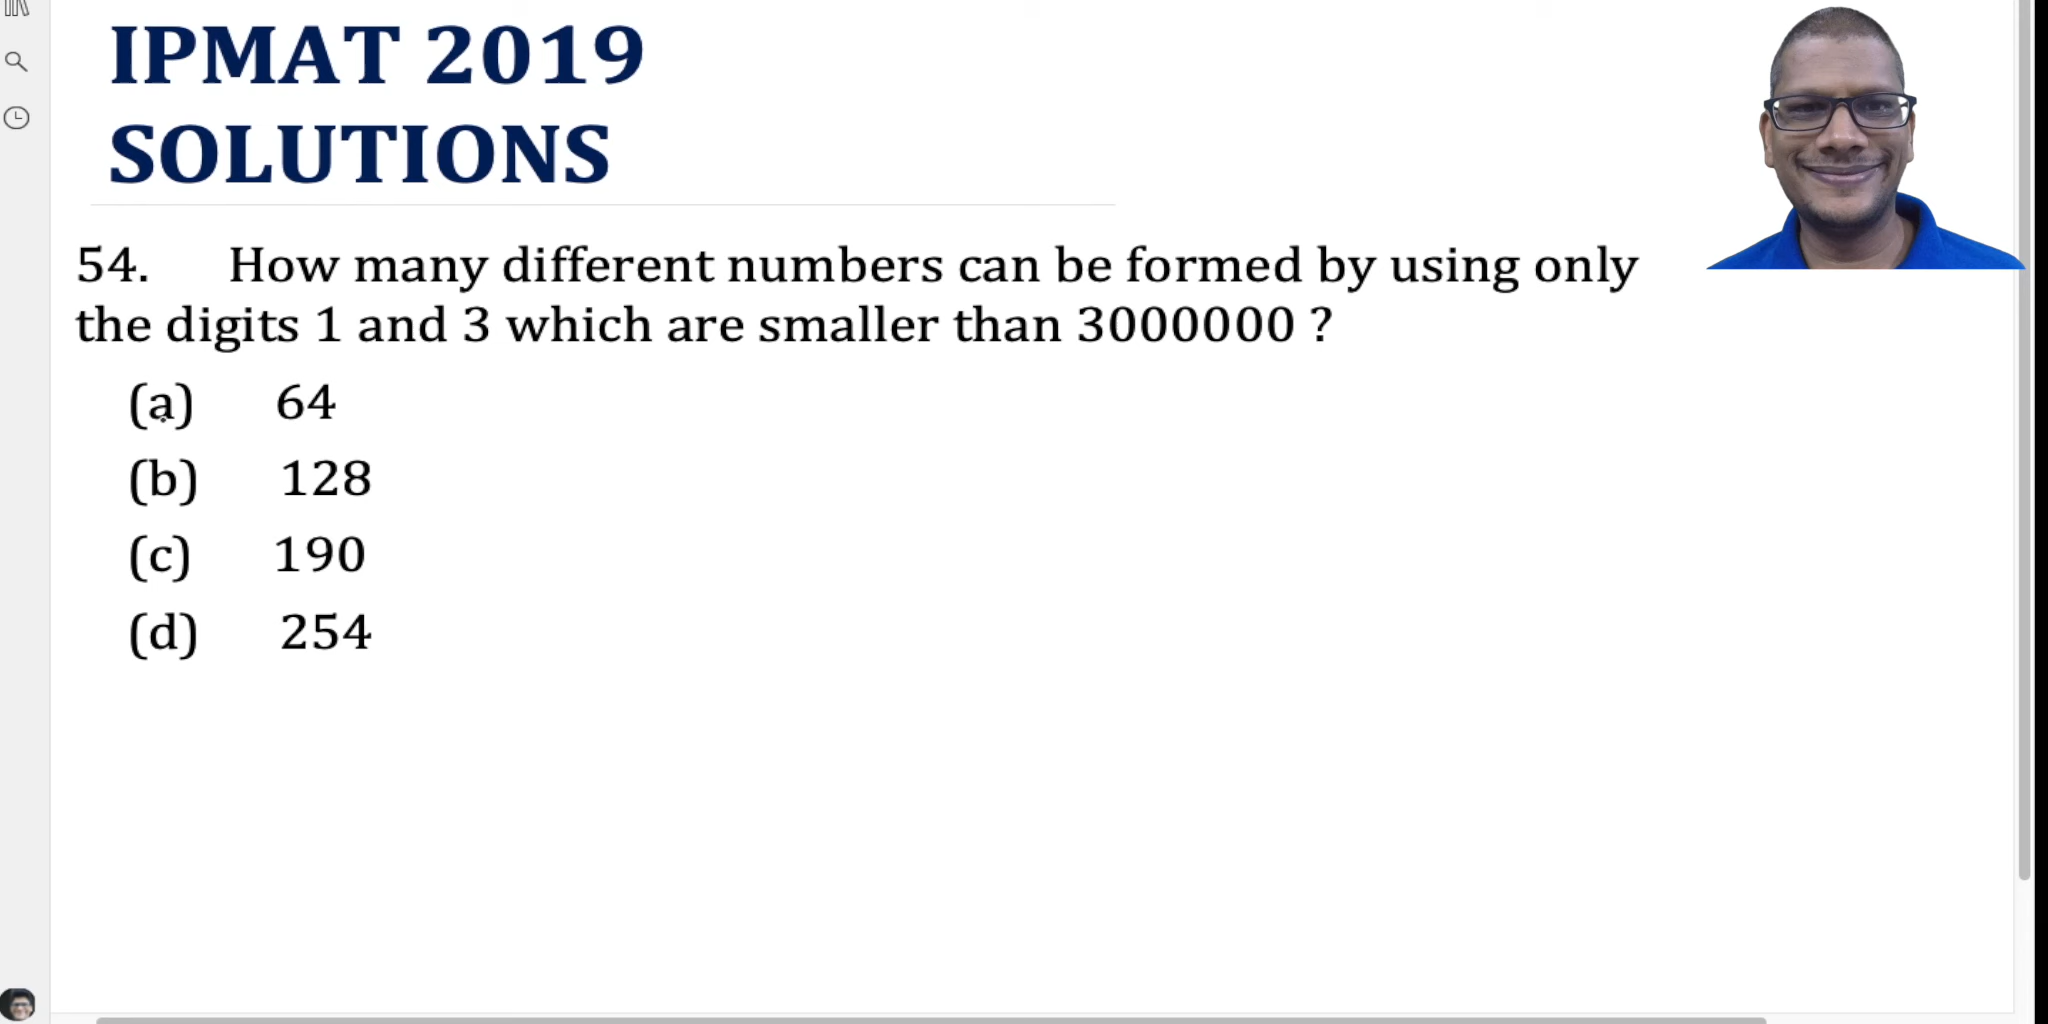 IPMAT 2019
SOLUTIONS
54. How many different numbers can be formed by using only
the digits 1 and 3 which are smaller than 3000000 ?
(a) 64
(b) 128
(c) 190
(d) 254